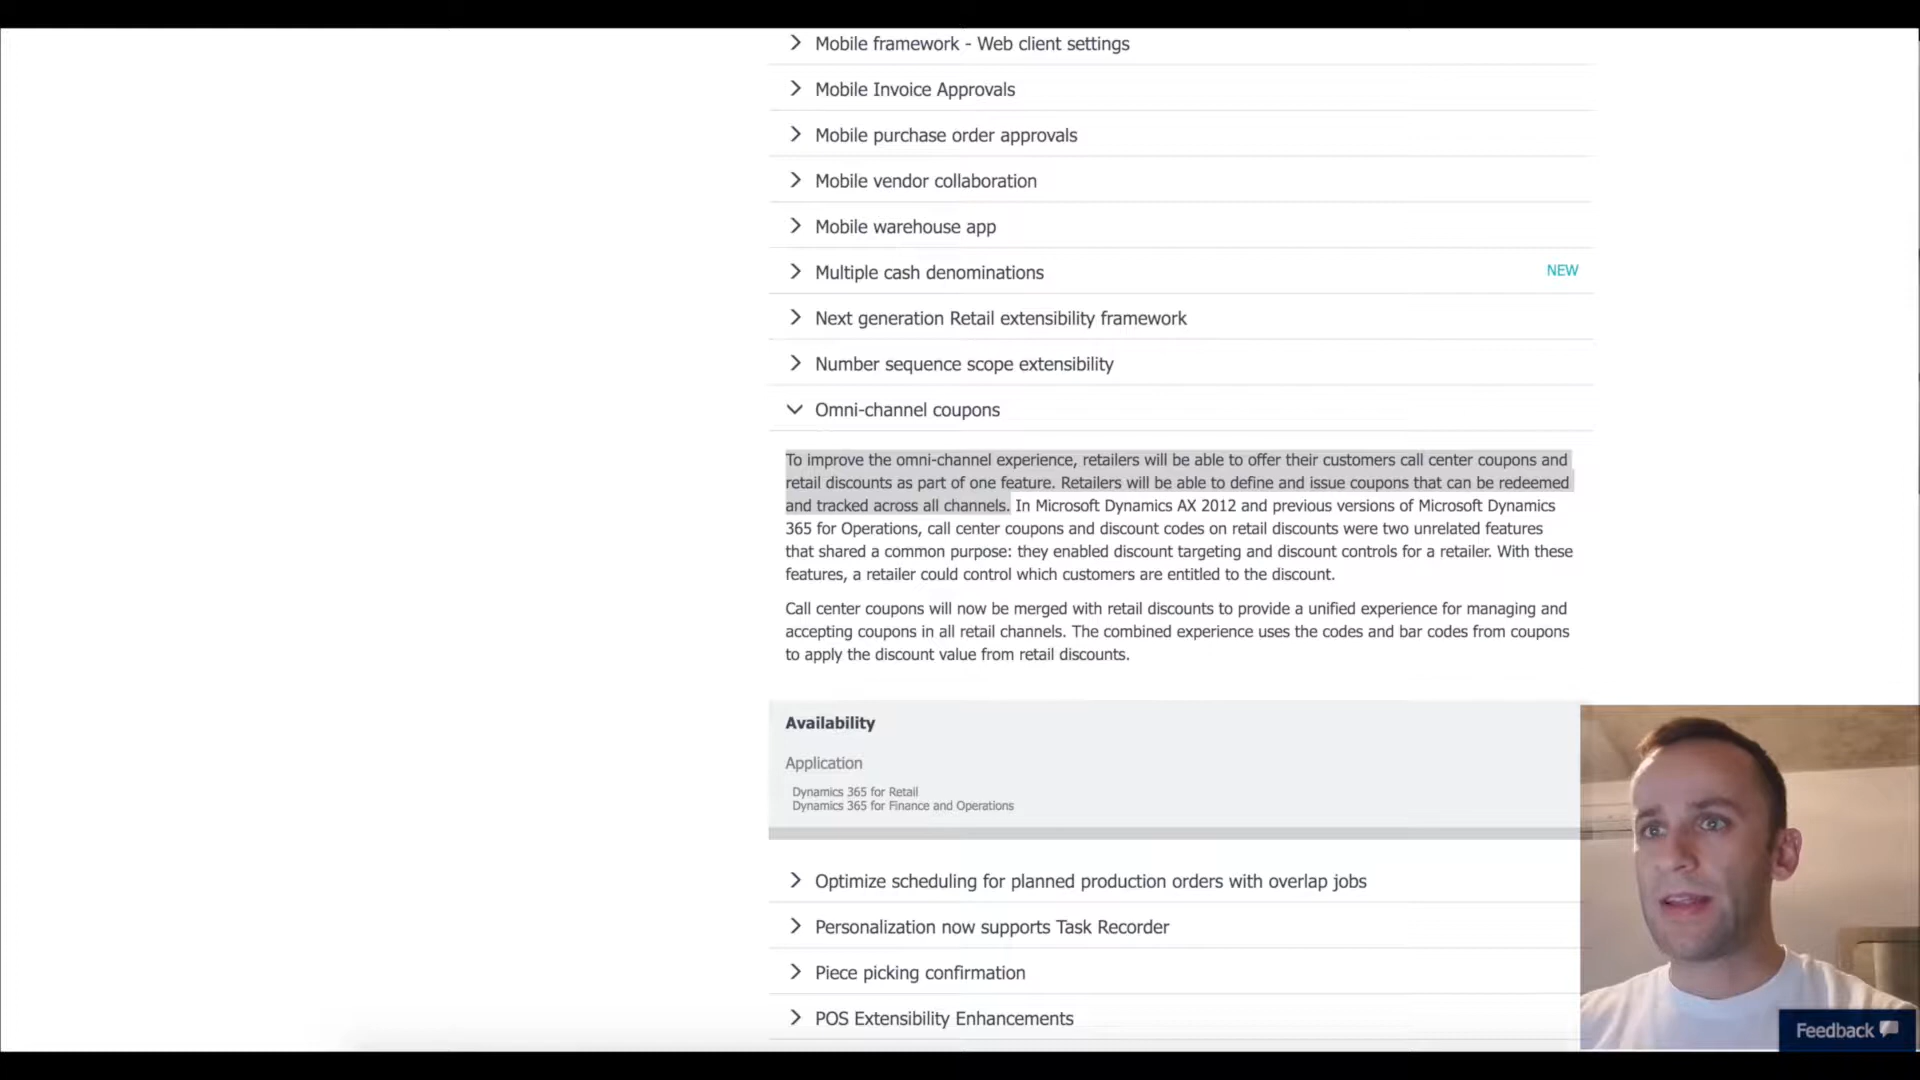 Mobile framework - Web client settings
Mobile Invoice Approvals
Mobile purchase order approvals
Mobile vendor collaboration
Mobile warehouse app
Multiple cash denominations
NEW
Next generation Retail extensibility framework
Number sequence scope extensibility
Omni-channel coupons
To improve the omni-channel experience, retailers will be able to offer their customers call center coupons and
retail discounts as part of one feature. Retailers will be able to define and issue coupons that can be redeemed
and tracked across all channels. In Microsoft Dynamics AX 2012 and previous versions of Microsoft Dynamics
365 for Operations, call center coupons and discount codes on retail discounts were two unrelated features
that shared a common purpose: they enabled discount targeting and discount controls for a retailer. With these
features, a retailer could control which customers are entitled to the discount.
Call center coupons will now be merged with retail discounts to provide a unified experience for managing and
accepting coupons in all retail channels. The combined experience uses the codes and bar codes from coupons
to apply the discount value from retail discounts.
Availability
Application
Dynamics 365 for Retail
Dynamics 365 for Finance and Operations
Optimize scheduling for planned production orders with overlap jobs
Personalization now supports Task Recorder
Piece picking confirmation
POS Extensibility Enhancements
Feedback